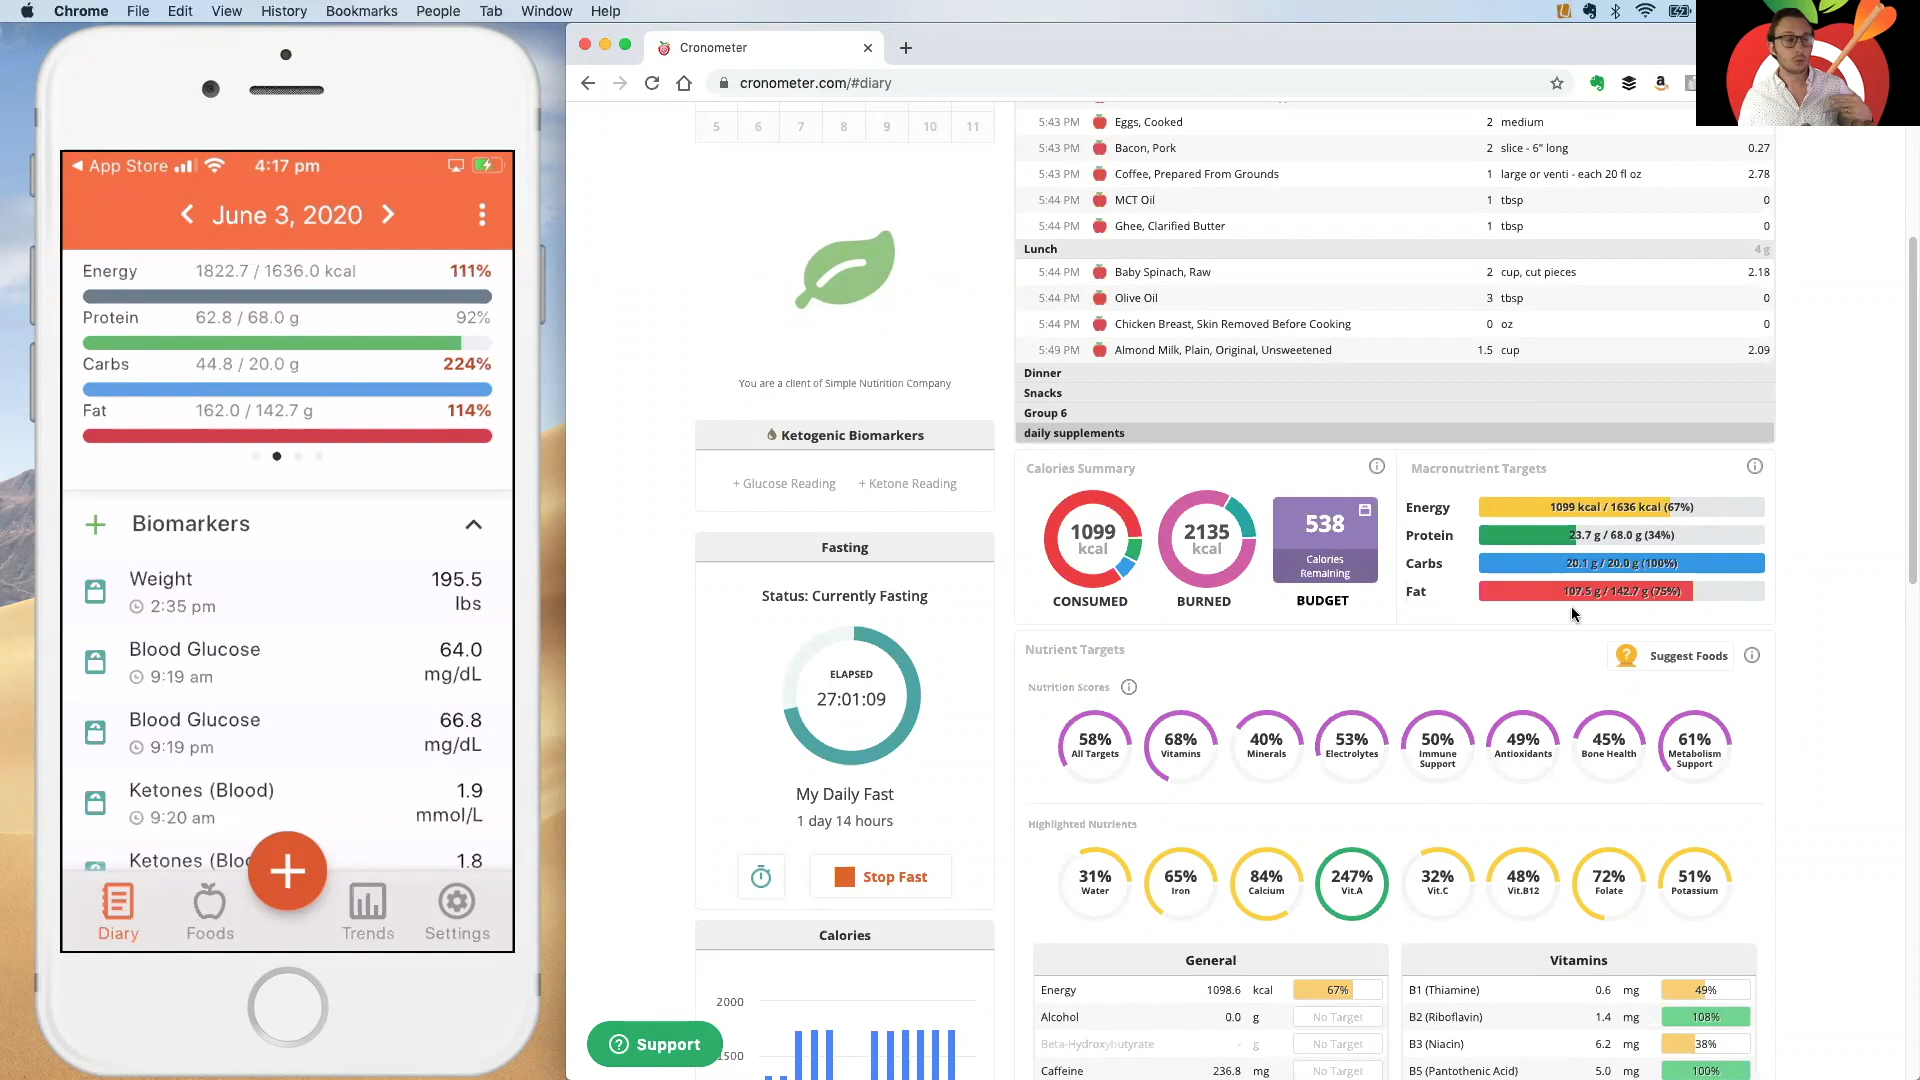 Chrome File Edit View History Bookmarks People Tab Window Help
App Store 4:17 pm
June 3, 2020
Energy 1822.7 / 1636.0 kcal 111%
Protein 62.8 / 68.0 g 92%
Carbs 44.8 / 20.0 g 224%
Fat 162.0 / 142.7 g 114%
Biomarkers
Weight 195.5
2:35 pm lbs
Blood Glucose 64.0
9:19 am mg/dL
Blood Glucose 66.8
9:19 pm mg/dL
Ketones (Blood) 1.9
9:20 am mmol/L
Ketones (Bloo 1.8
+
Diary Foods Trends Settings
Cronometer
cronometer.com/#diary
5 6 7 8 9 10 11
You are a client of Simple Nutirition Company
Ketogenic Biomarkers
+ Glucose Reading + Ketone Reading
Fasting
Status: Currently Fasting
ELAPSED
27:01:09
My Daily Fast
1 day 14 hours
Stop Fast
Calories
2000
1500
Support
5:43 PM Eggs, Cooked 2 medium
5:43 PM Bacon, Pork 2 slice - 6" long 0.27
5:43 PM Coffee, Prepared From Grounds 1 large or venti - each 20 fl oz 2.78
5:44 PM MCT Oil 1 tbsp 0
5:44 PM Ghee, Clarified Butter 1 tbsp 0
Lunch 4 g
5:44 PM Baby Spinach, Raw 2 cup, cut pieces 2.18
5:44 PM Olive Oil 3 tbsp 0
5:44 PM Chicken Breast, Skin Removed Before Cooking 0 oz 0
5:49 PM Almond Milk, Plain, Original, Unsweetened 1.5 cup 2.09
Dinner
Snacks
Group 6
daily supplements
Calories Summary
1099 kcal
CONSUMED
2135 kcal
BURNED
538
Calories
Remaining
BUDGET
Macronutrient Targets
Energy 1099 kcal / 1636 kcal (67%)
Protein 23.7 g / 68.0 g (34%)
Carbs 20.1 g / 20.0 g (100%)
Fat 107.5 g / 142.7 g (75%)
Nutrient Targets
Suggest Foods
Nutrition Scores
58% All Targets
68% Vitamins
40% Minerals
53% Electrolytes
50% Immune Support
49% Antioxidants
45% Bone Health
61% Metabolism Support
Highlighted Nutrients
31% Water
65% Iron
84% Calcium
247% Vit.A
32% Vit.C
48% Vit.B12
72% Folate
51% Potassium
General
Energy 1098.6 kcal 67%
Alcohol 0.0 g No Target
Beta-Hydroxybutyrate - g No Target
Caffeine 236.8 mg No Target
Vitamins
B1 (Thiamine) 0.6 mg 49%
B2 (Riboflavin) 1.4 mg 108%
B3 (Niacin) 6.2 mg 38%
B5 (Pantothenic Acid) 5.0 mg 100%